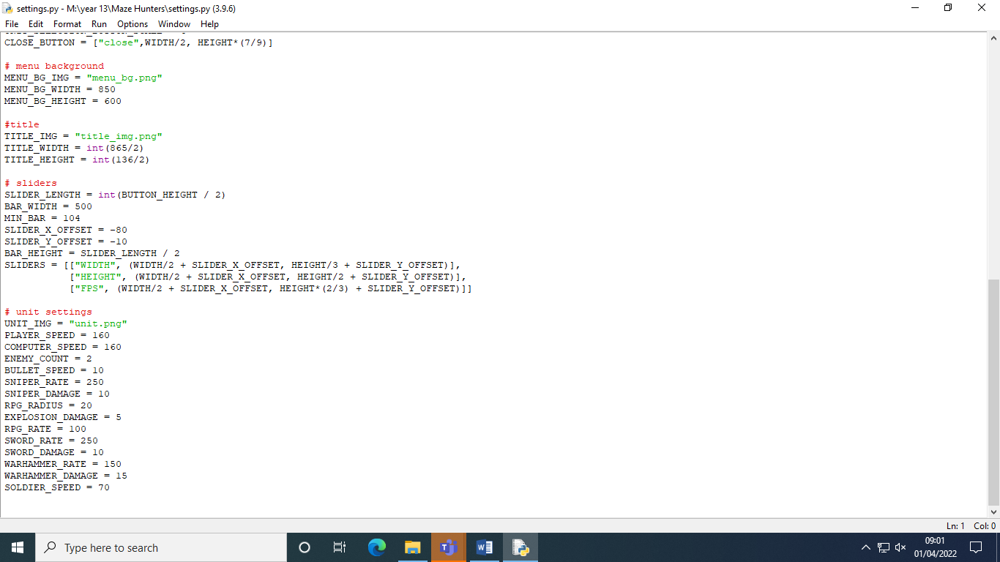 settings.py - M:\year 13\Maze Hunters\settings.py (3.9.6)
File Edit Format Run Options Window Help
CLOSE_BUTTON = ["close",WIDTH/2, HEIGHT*(7/9)]
# menu background
MENU_BG_IMG = "menu_bg.png"
MENU_BG_WIDTH = 850
MENU_BG_HEIGHT = 600
#title
TITLE_IMG = "title_img.png"
TITLE_WIDTH = int(865/2)
TITLE_HEIGHT = int(136/2)
# sliders
SLIDER_LENGTH = int(BUTTON_HEIGHT / 2)
BAR_WIDTH = 500
MIN_BAR = 104
SLIDER_X_OFFSET = -80
SLIDER_Y_OFFSET = -10
BAR_HEIGHT = SLIDER_LENGTH / 2
SLIDERS = [["WIDTH", (WIDTH/2 + SLIDER_X_OFFSET, HEIGHT/3 + SLIDER_Y_OFFSET)],
["HEIGHT", (WIDTH/2 + SLIDER_X_OFFSET, HEIGHT/2 + SLIDER_Y_OFFSET)],
["FPS", (WIDTH/2 + SLIDER_X_OFFSET, HEIGHT*(2/3) + SLIDER_Y_OFFSET)]]
# unit settings
UNIT_IMG = "unit.png"
PLAYER_SPEED = 160
COMPUTER_SPEED = 160
ENEMY_COUNT = 2
BULLET_SPEED = 10
SNIPER_RATE = 250
SNIPER_DAMAGE = 10
RPG_RADIUS = 20
EXPLOSION_DAMAGE = 5
RPG_RATE = 100
SWORD_RATE = 250
SWORD_DAMAGE = 10
WARHAMMER_RATE = 150
WARHAMMER_DAMAGE = 15
SOLDIER_SPEED = 70
Ln: 1 Col: 0
Type here to search
09:01
01/04/2022